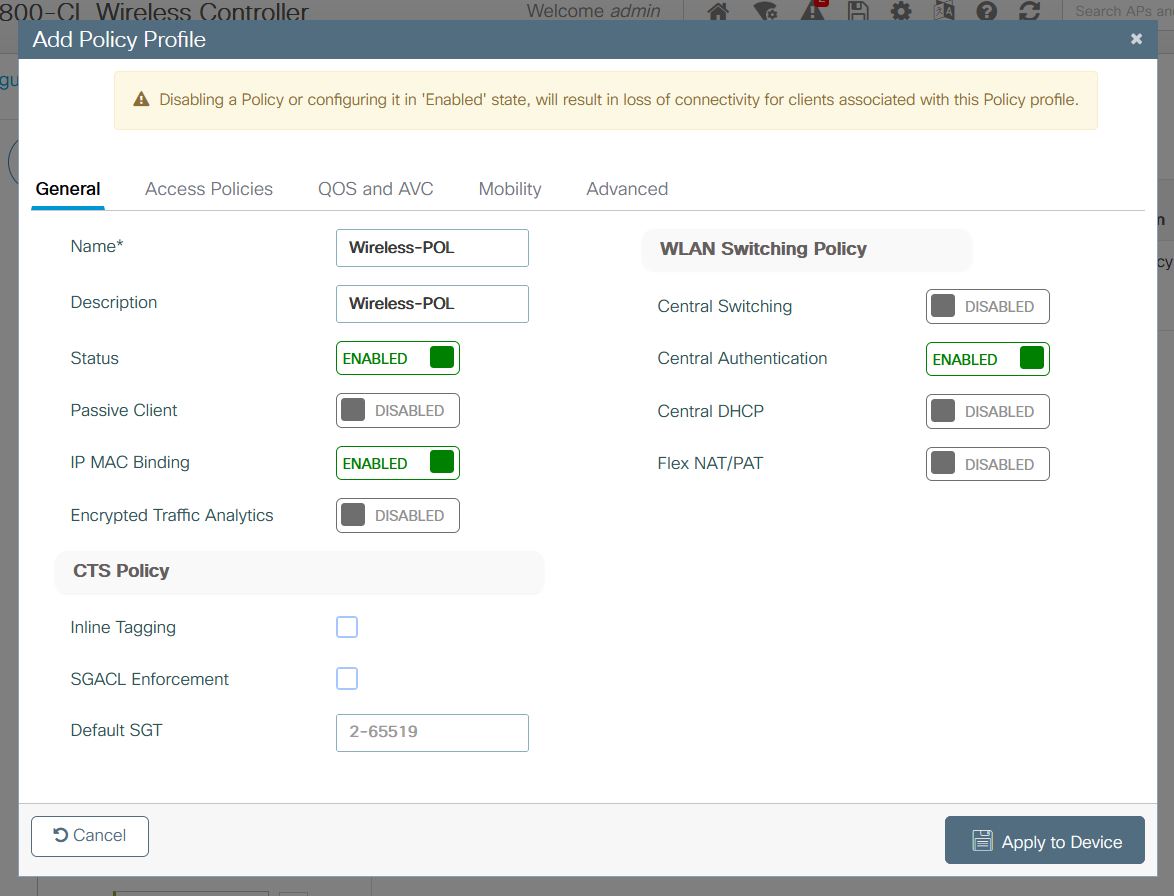 800-CL Wireless Controller
Welcome admin
Search APs and
Add Policy Profile
Disabling a Policy or configuring it in 'Enabled' state, will result in loss of connectivity for clients associated with this Policy profile.
General
Access Policies
QOS and AVC
Mobility
Advanced
Name*
Wireless-POL
Description
Wireless-POL
Status
ENABLED
Passive Client
DISABLED
IP MAC Binding
ENABLED
Encrypted Traffic Analytics
DISABLED
CTS Policy
Inline Tagging
SGACL Enforcement
Default SGT
2-65519
WLAN Switching Policy
Central Switching
DISABLED
Central Authentication
ENABLED
Central DHCP
DISABLED
Flex NAT/PAT
DISABLED
Cancel
Apply to Device